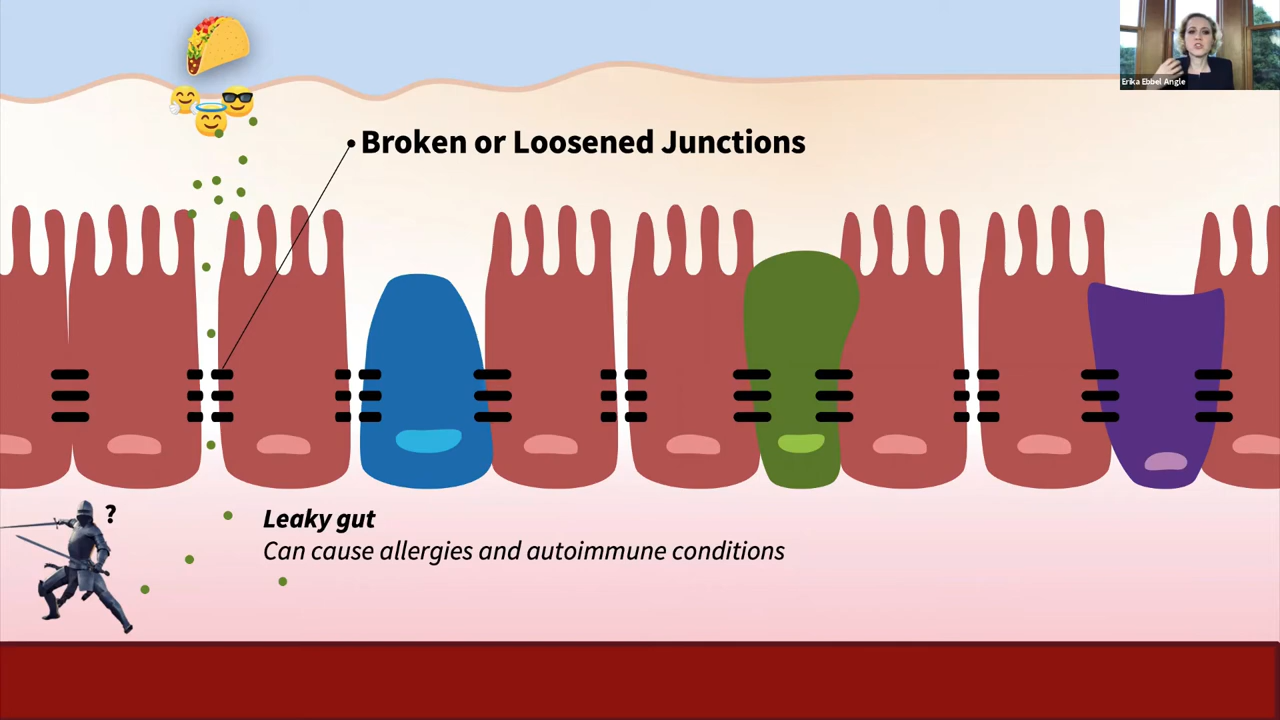 Erika Ebbel Angle
Broken or Loosened Junctions
?
Leaky gut
Can cause allergies and autoimmune conditions